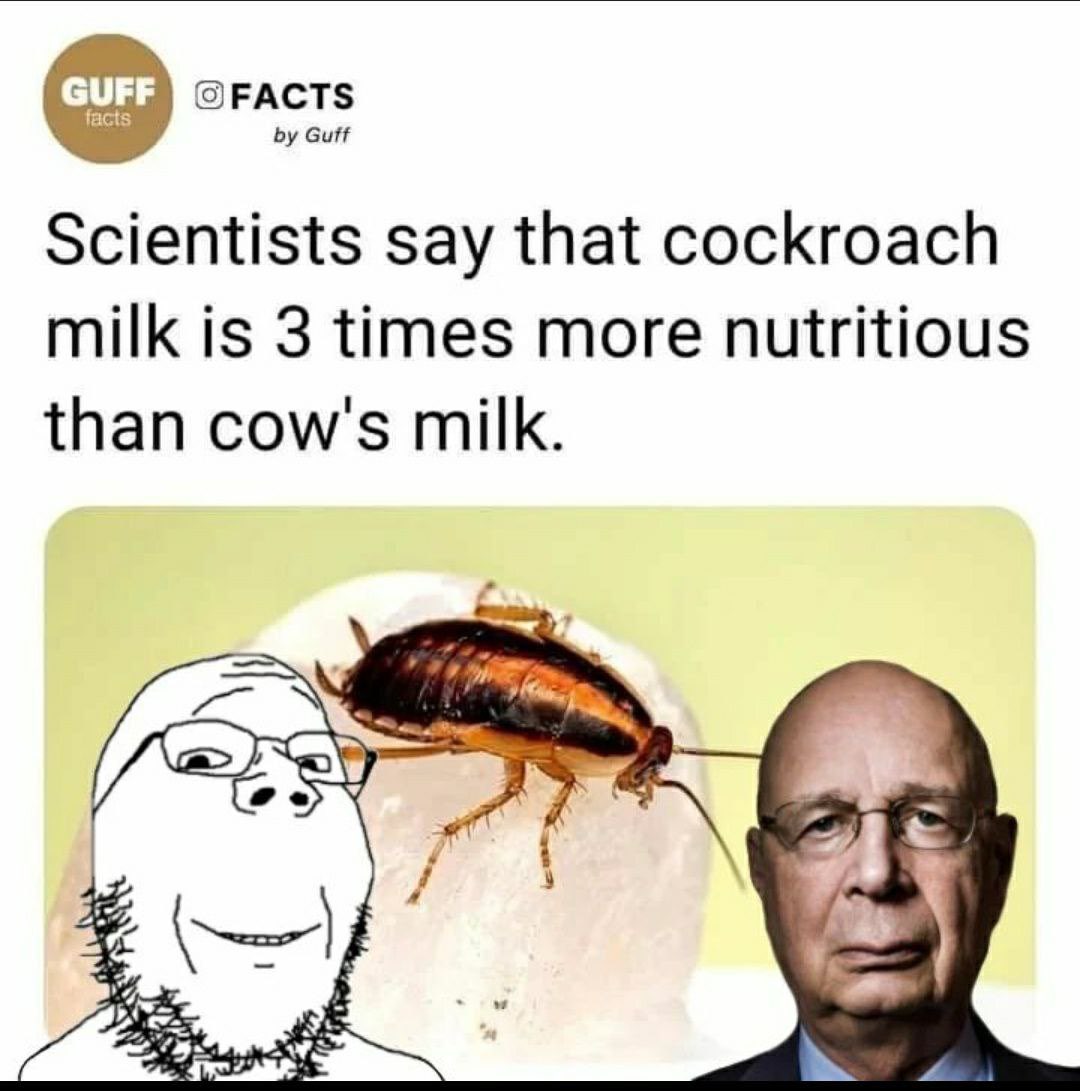 GUFF
facts
FACTS
by Guff
Scientists say that cockroach
milk is 3 times more nutritious
than cow's milk.